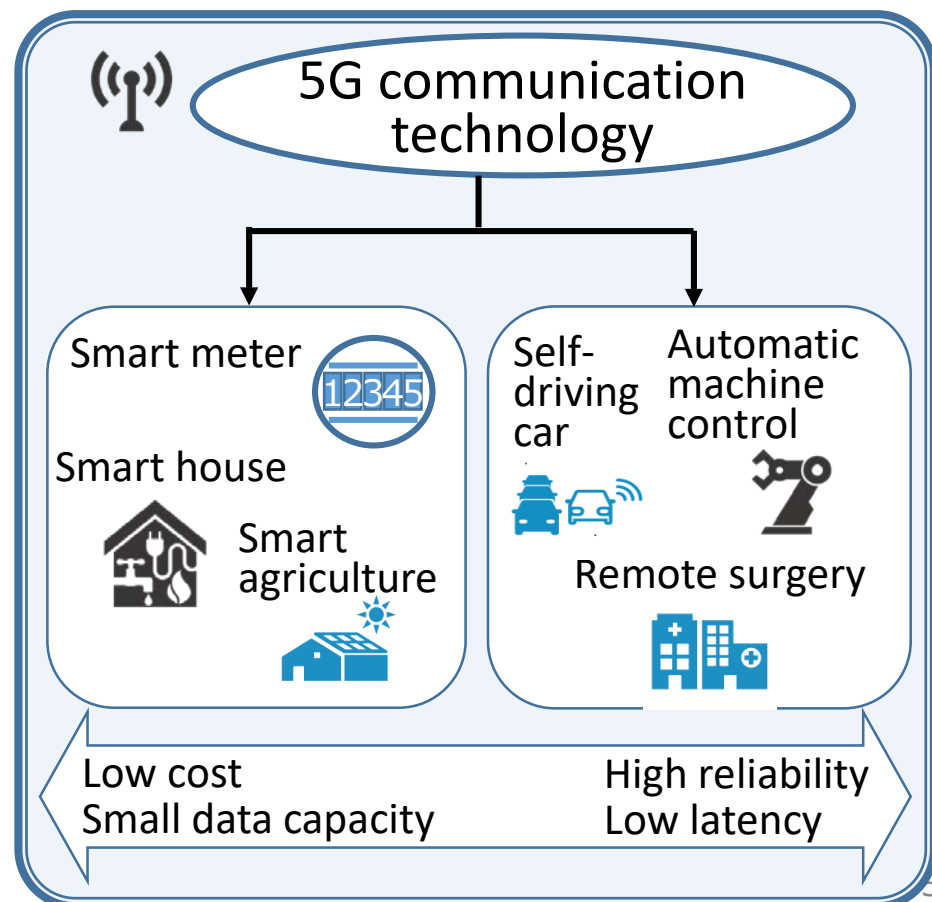 5G communication
technology
Smart meter
12345
Smart house
Smart
agriculture
Self-
driving
car
Automatic
machine
control
Remote surgery
Low cost
Small data capacity
High reliability
Low latency